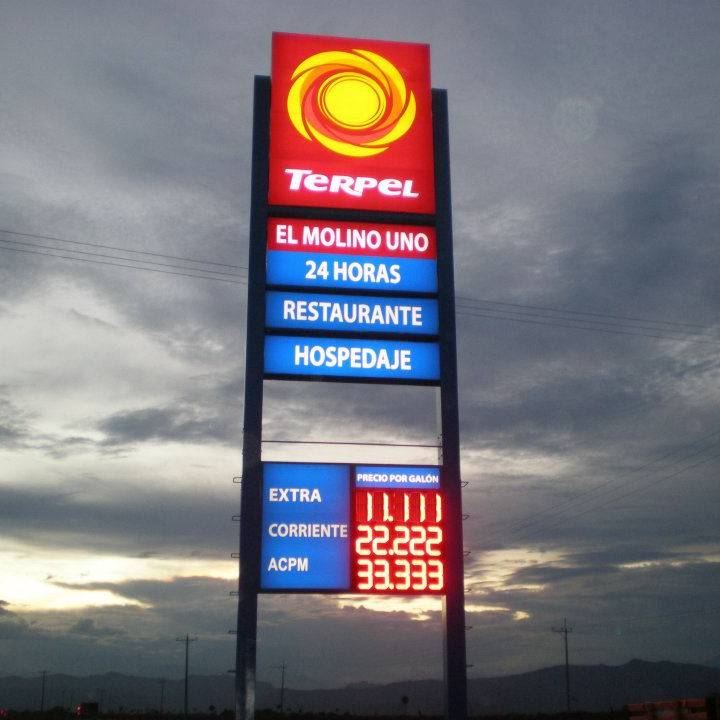 Terpel
EL MOLINO UNO
24 HORAS
RESTAURANTE
HOSPEDAJE
PRECIO POR GALÓN
EXTRA 11.111
CORRIENTE 22.222
ACPM 33.333